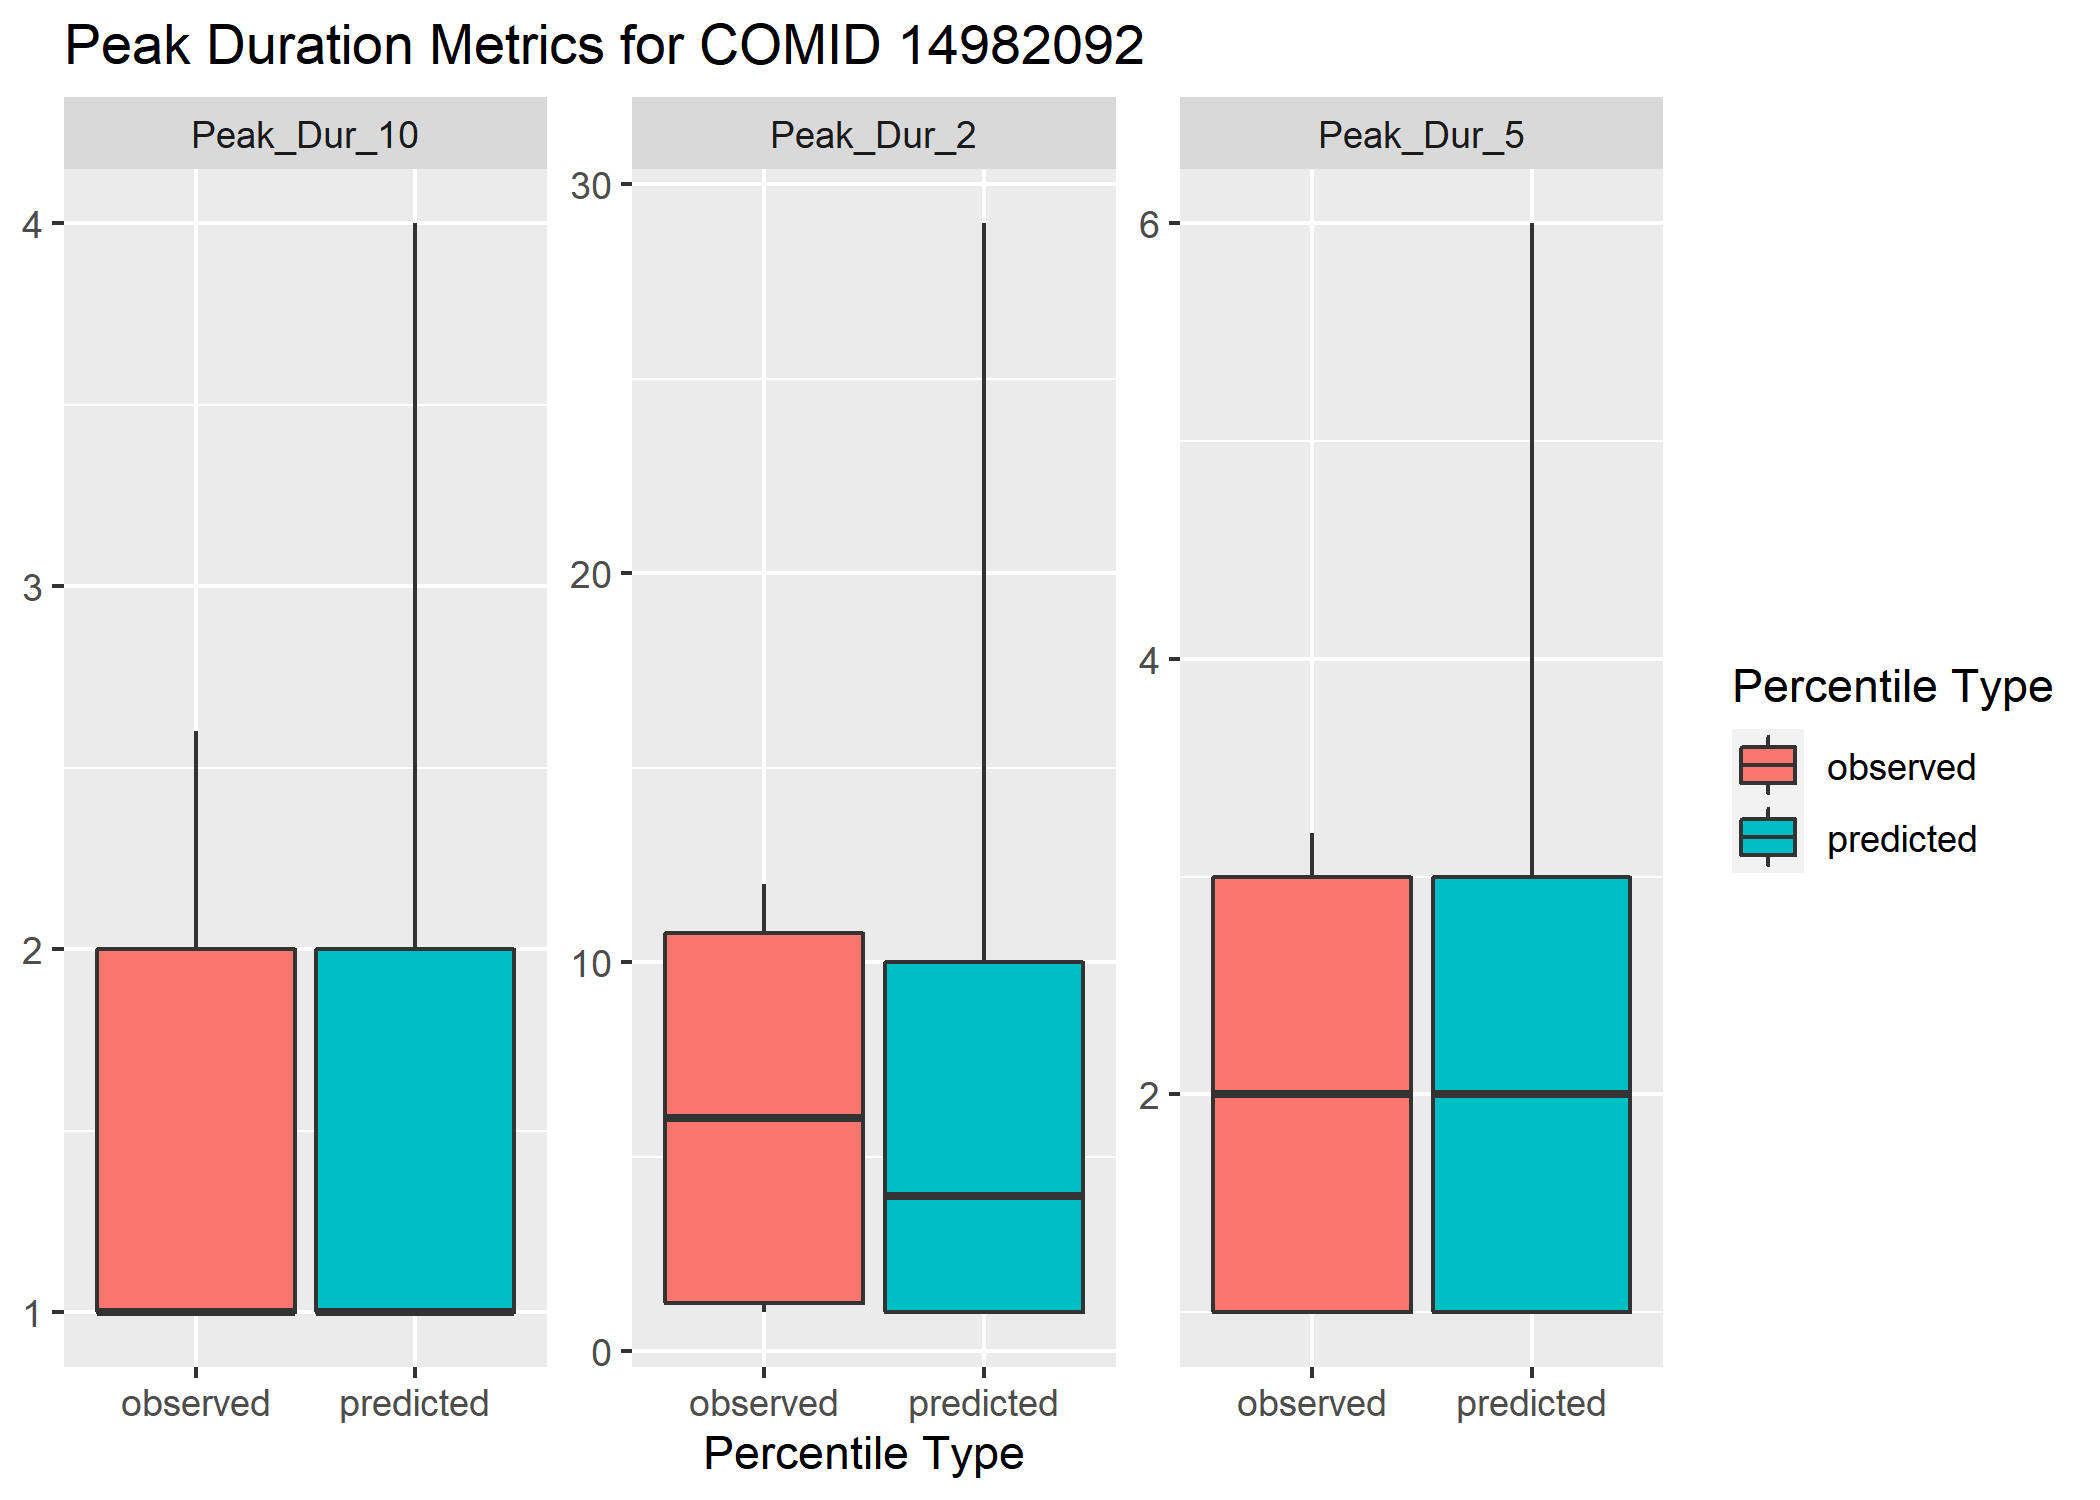 Peak Duration Metrics for COMID 14982092
Peak_Dur_10
Peak_Dur_2
Peak_Dur_5
4
3
2
1
30
20
10
0
6
4
2
observed
predicted
observed
predicted
observed
predicted
Percentile Type
Percentile Type
observed
predicted